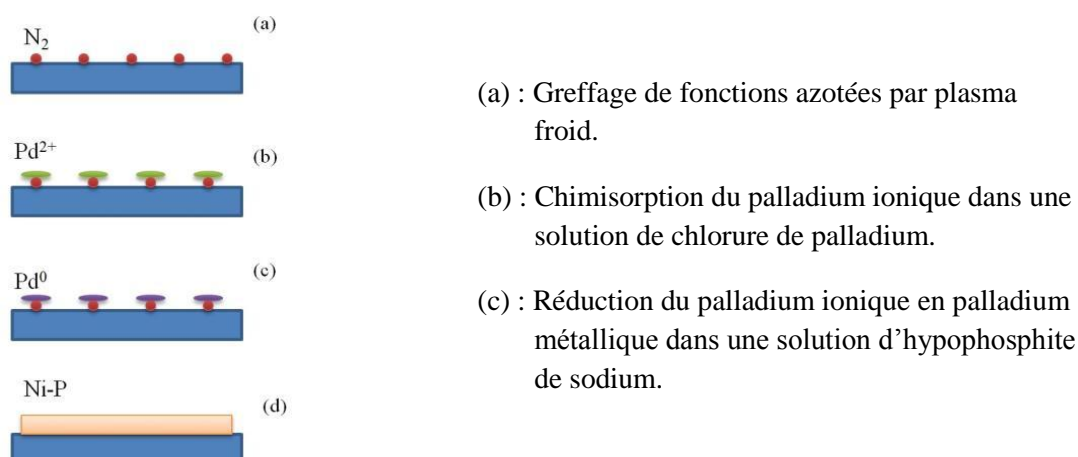 N2
(a)
Pd2+
(b)
Pd0
(c)
Ni-P
(d)
(a) : Greffage de fonctions azotées par plasma
froid.
(b) : Chimisorption du palladium ionique dans une
solution de chlorure de palladium.
(c) : Réduction du palladium ionique en palladium
métallique dans une solution d’hypophosphite
de sodium.